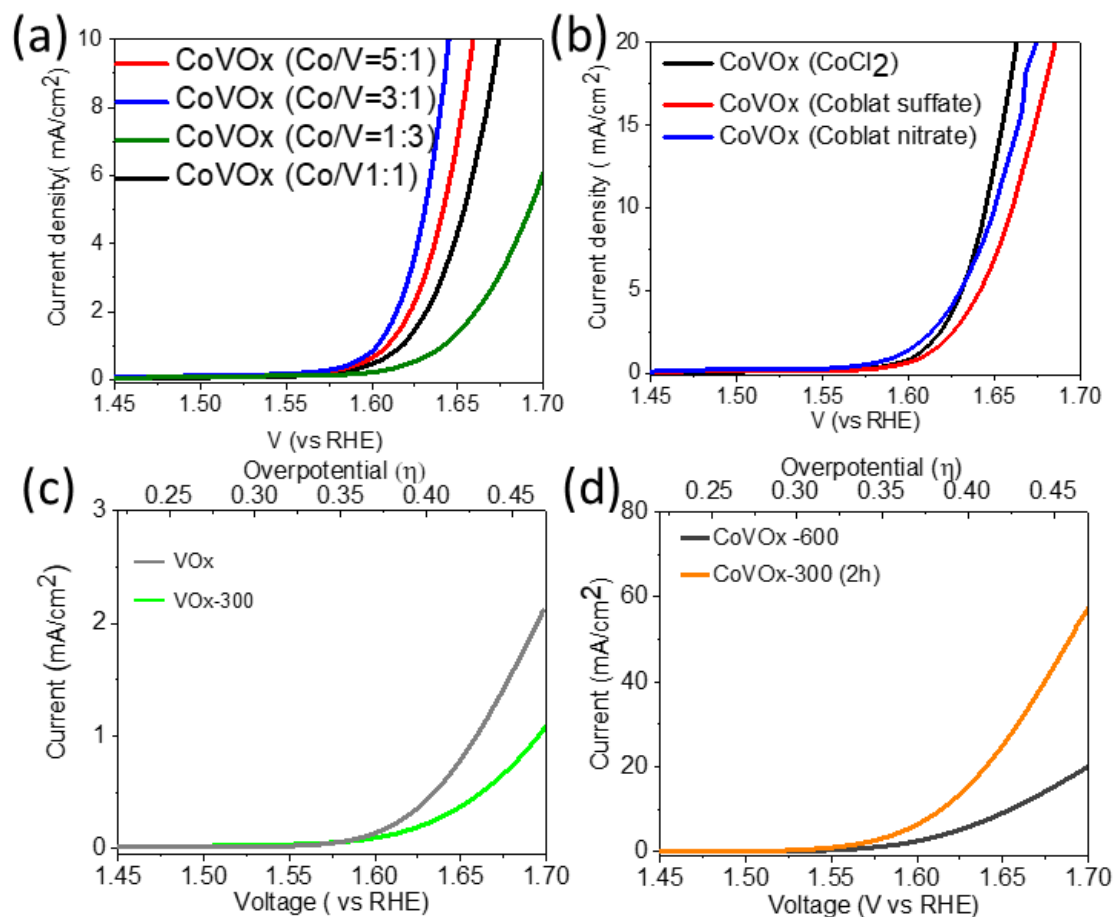 (a)
10
8
6
4
2
0
Current density( mA/cm2)
CoVOx (Co/V=5:1)
CoVOx (Co/V=3:1)
CoVOx (Co/V=1:3)
CoVOx (Co/V1:1)
1.45 1.50 1.55 1.60 1.65 1.70
V (vs RHE)
(b)
20
15
10
5
0
Current density ( mA/cm2)
CoVOx (CoCl2)
CoVOx (Coblat suffate)
CoVOx (Coblat nitrate)
1.45 1.50 1.55 1.60 1.65 1.70
V (vs RHE)
(c)
Overpotential (η)
0.25 0.30 0.35 0.40 0.45
3
2
1
0
Current (mA/cm2)
VOx
VOx-300
1.45 1.50 1.55 1.60 1.65 1.70
Voltage ( vs RHE)
(d)
Overpotential (η)
0.25 0.30 0.35 0.40 0.45
80
60
40
20
0
Current (mA/cm2)
CoVOx -600
CoVOx-300 (2h)
1.45 1.50 1.55 1.60 1.65 1.70
Voltage (V vs RHE)